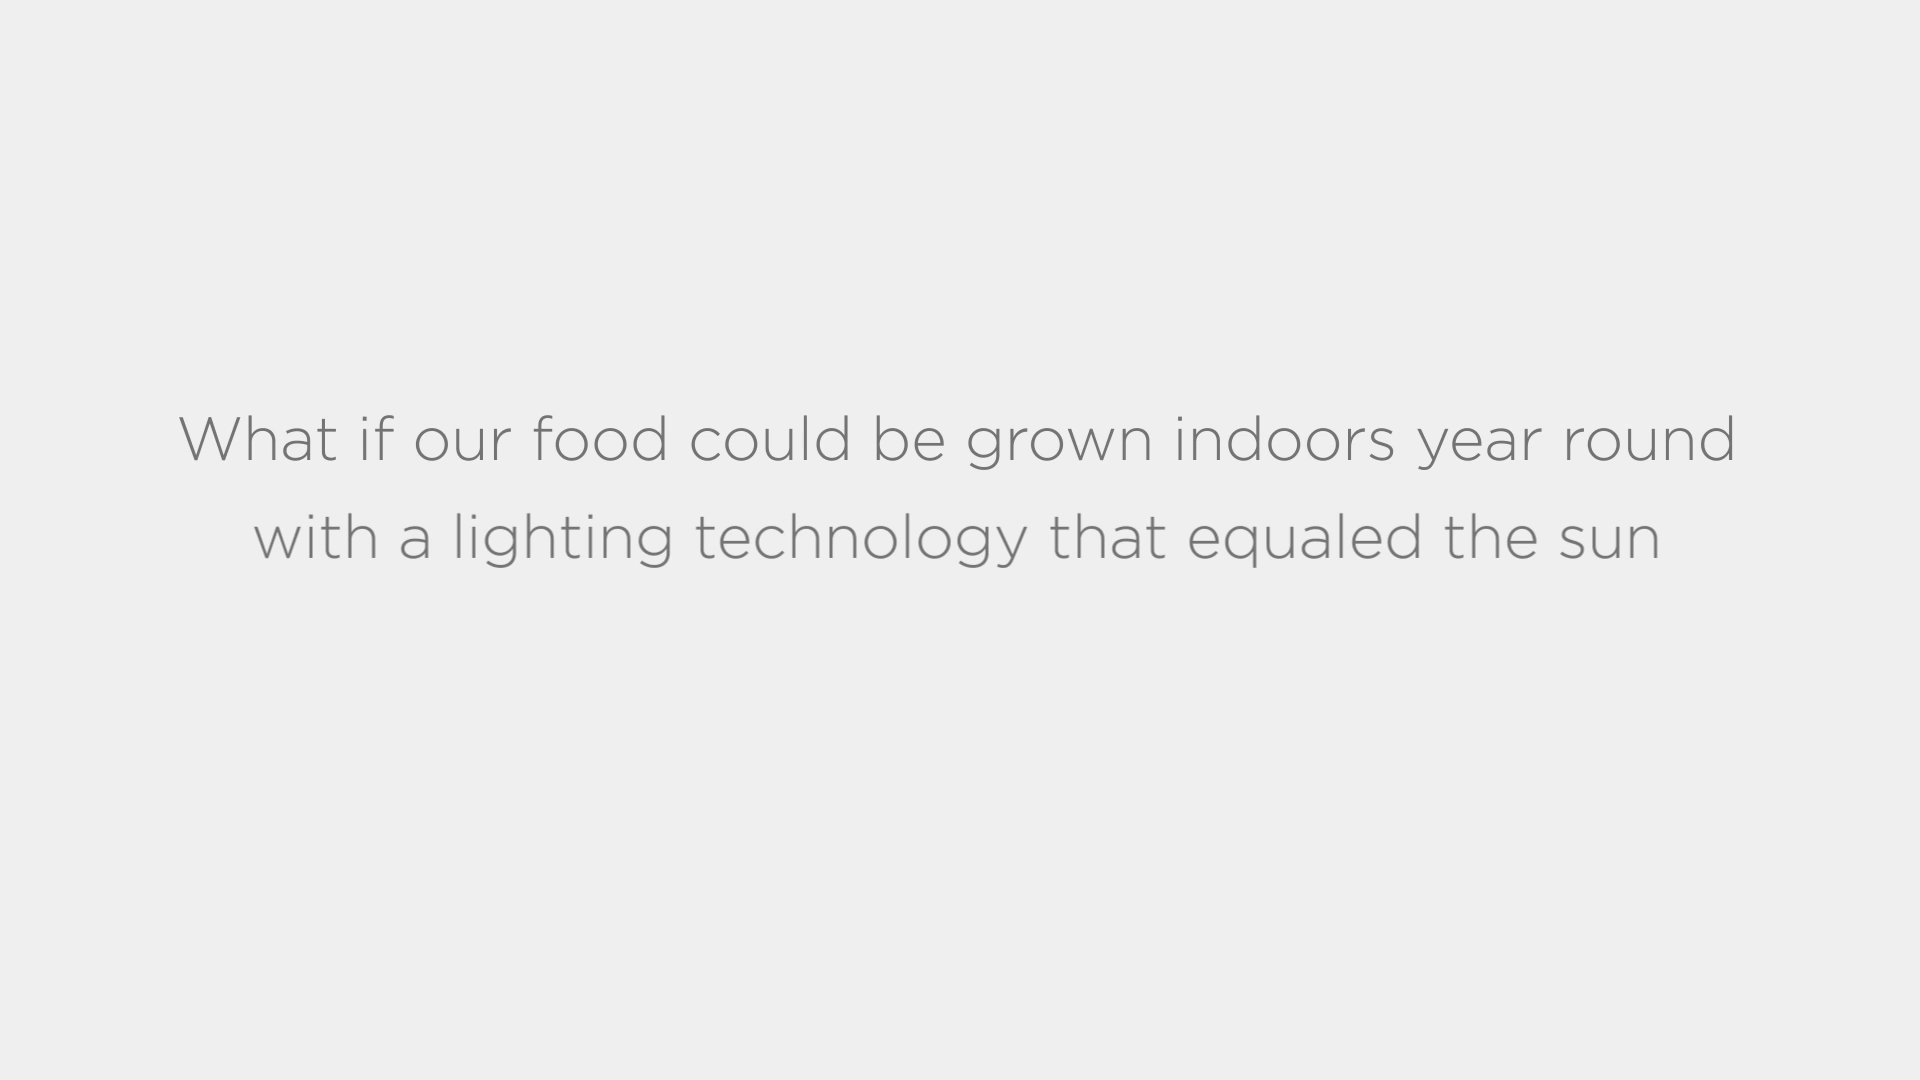 What if our food could be grown indoors year round
with a lighting technology that equaled the sun